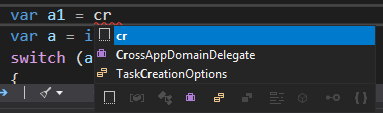 var a1 = cr
var a = i
cr
switch (a
CrossAppDomainDelegate
{
TaskCreationOptions
{}